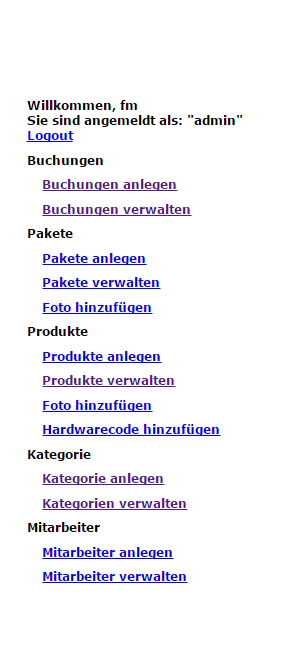 Willkommen, fm
Sie sind angemeldt als: "admin"
Logout
Buchungen
Buchungen anlegen
Buchungen verwalten
Pakete
Pakete anlegen
Pakete verwalten
Foto hinzufügen
Produkte
Produkte anlegen
Produkte verwalten
Foto hinzufügen
Hardwarecode hinzufügen
Kategorie
Kategorie anlegen
Kategorien verwalten
Mitarbeiter
Mitarbeiter anlegen
Mitarbeiter verwalten